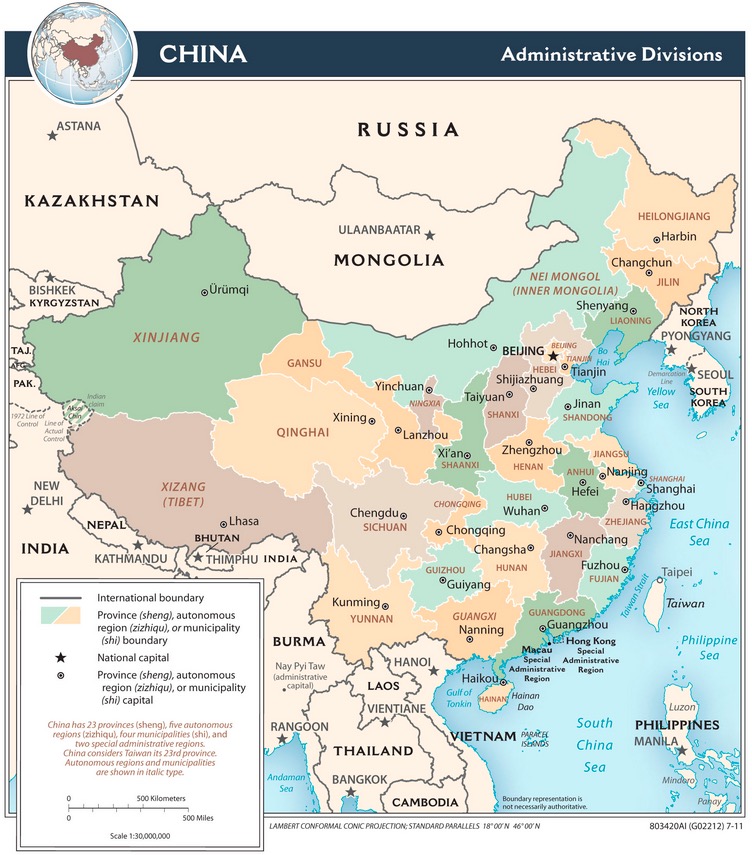 CHINA
Administrative Divisions
ASTANA
RUSSIA
KAZAKHSTAN
ULAANBAATAR
MONGOLIA
HEILONGJIANG
Harbin
Changchun
JILIN
NEI MONGOL
(INNER MONGOLIA)
BISHKEK
KYRGYZSTAN
Ürümqi
Shenyang
LIAONING
NORTH
KOREA
PYONGYANG
XINJIANG
Hohhot
BEIJING
BEIJING
TIANJIN
Bo
Hai
TAJ.
AFG.
PAK.
GANSU
HEBEI
Tianjin
Demarcation
Line
SEOUL
SOUTH
KOREA
Yellow
Sea
Yinchuan
Shijiazhuang
Taiyuan
NINGXIA
SHANXI
Jinan
SHANDONG
Indian
claim
Aksai
Chin
1972 Line of
Control
Line of
Actual
Control
Xining
QINGHAI
Lanzhou
Xi'an
SHAANXI
Zhengzhou
HENAN
JIANGSU
ANHUI
Nanjing
SHANGHAI
Shanghai
Hefei
XIZANG
(TIBET)
NEW
DELHI
Lhasa
Chengdu
SICHUAN
CHONGQING
Chongqing
HUBEI
Wuhan
Hangzhou
ZHEJIANG
East China
Sea
NEPAL
BHUTAN
INDIA
KATHMANDU
THIMPHU
INDIA
Changsha
HUNAN
Nanchang
JIANGXI
Fuzhou
FUJIAN
GUIZHOU
Guiyang
Taipei
Taiwan Strait
Taiwan
Kunming
YUNNAN
GUANGXI
Nanning
GUANGDONG
Guangzhou
Macau
Special
Administrative
Region
Hong Kong
Special
Administrative
Region
Philippine
Sea
BURMA
Nay Pyi Taw
(administrative
capital)
HANOI
LAOS
Haikou
Gulf of
Tonkin
HAINAN
Hainan
Dao
VIENTIANE
RANGOON
VIETNAM
PARACEL
ISLANDS
South
China
Sea
Luzon
PHILIPPINES
MANILA
THAILAND
Andaman
Sea
BANGKOK
CAMBODIA
Mindoro
Panay
International boundary
Province (sheng), autonomous
region (zizhiqu), or municipality
(shi) boundary
National capital
Province (sheng), autonomous
region (zizhiqu), or municipality
(shi) capital
China has 23 provinces (sheng), five autonomous
regions (zizhiqu), four municipalities (shi), and
two special administrative regions.
China considers Taiwan its 23rd province.
Autonomous regions and municipalities
are shown in italic type.
0 500 Kilometers
0 500 Miles
Scale 1:30,000,000
Boundary representation is
not necessarily authoritative.
LAMBERT CONFORMAL CONIC PROJECTION; STANDARD PARALLELS 18°00'N 46°00'N
803420AI (G02212) 7-11